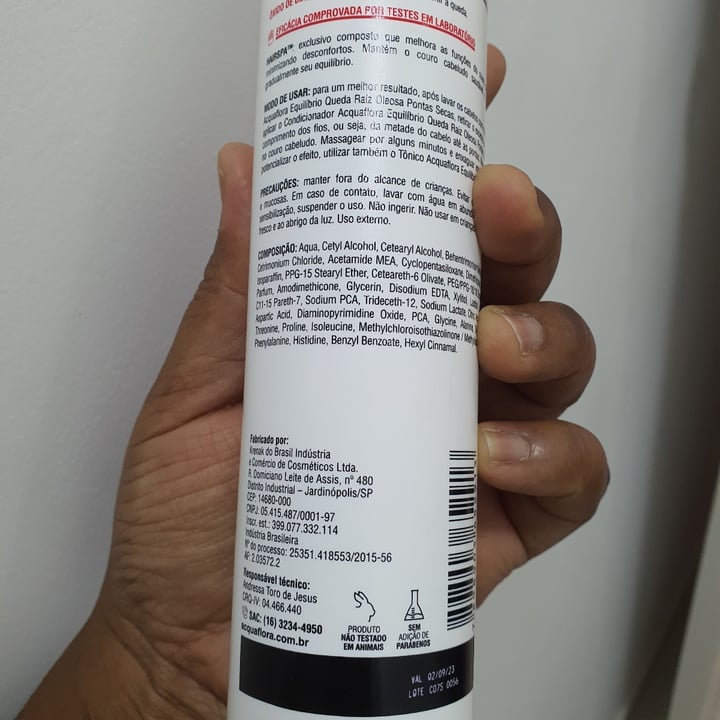 ÓXIDO DE
a queda.
EFICÁCIA COMPROVADA POR TESTES EM LABORATÓRIOS
HAIRSPA™ exclusivo composto que melhora as funções do
minimizando desconfortos. Mantém o couro cabeludo
gradualmente seu equilíbrio.
MODO DE USAR: para um melhor resultado, após lavar os cabelos
Acquaflora Equilíbrio Queda Raiz Oleosa Pontas Secas, retirar o
aplicar o Condicionador Acquaflora Equilíbrio Queda Raiz Oleosa
comprimento dos fios, ou seja, da metade do cabelo até as
no couro cabeludo. Massagear por alguns minutos e enxaguar
potencializar o efeito, utilizar também o Tônico Acquaflora
PRECAUÇÕES: manter fora do alcance de crianças. Evitar
e mucosas. Em caso de contato, lavar com água em
sensibilização, suspender o uso. Não ingerir. Não usar em
fresco e ao abrigo da luz. Uso externo.
COMPOSIÇÃO: Aqua, Cetyl Alcohol, Cetearyl Alcohol,
Cetrimonium Chloride, Acetamide MEA, Cyclopentasiloxane,
Isoparaffin, PPG-15 Stearyl Ether, Ceteareth-6 Olivate,
Parfum, Amodimethicone, Glycerin, Disodium EDTA, Xylitol,
C11-15 Pareth-7, Sodium PCA, Trideceth-12, Sodium Lactate,
Aspartic Acid, Diaminopyrimidine Oxide, PCA, Glycine,
Threonine, Proline, Isoleucine, Methylchloroisothiazolinone /
Phenylalanine, Histidine, Benzyl Benzoate, Hexyl Cinnamal.
Fabricado por:
Krenak do Brasil Indústria
e Comércio de Cosméticos Ltda.
R. Domiciano Leite de Assis, nº 480
Distrito Industrial – Jardinópolis/SP
CEP: 14680-000
CNPJ: 05.415.487/0001-97
Inscr. est.: 399.077.332.114
Indústria Brasileira
Nº do processo: 25351.418553/2015-56
AF: 2.03572.2
Responsável técnico:
Andressa Toro de Jesus
CRQ-IV: 04.466.440
SAC: (16) 3234-4950
acquaflora.com.br
PRODUTO
NÃO TESTADO
EM ANIMAIS
SEM
ADIÇÃO DE
PARABENOS
VAL 02/09/23
LOTE C07S 0056